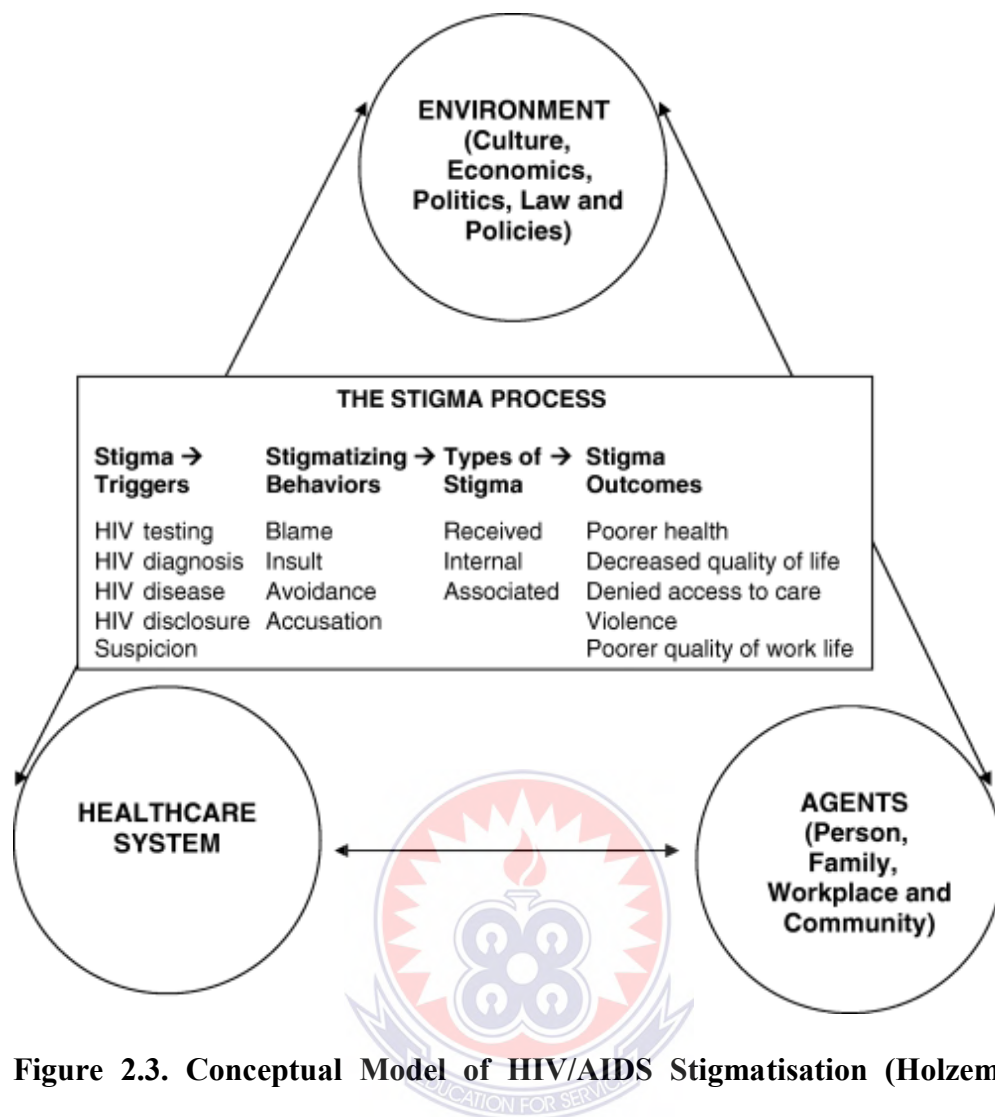 ENVIRONMENT
(Culture,
Economics,
Politics, Law and
Policies)
THE STIGMA PROCESS
Stigma → Stigmatizing → Types of → Stigma
Triggers Behaviors Stigma Outcomes
HIV testing Blame Received Poorer health
HIV diagnosis Insult Internal Decreased quality of life
HIV disease Avoidance Associated Denied access to care
HIV disclosure Accusation Violence
Suspicion Poorer quality of work life
HEALTHCARE
SYSTEM
AGENTS
(Person,
Family,
Workplace and
Community)
Figure 2.3. Conceptual Model of HIV/AIDS Stigmatisation (Holzem
EDUCATION FOR SERVICE